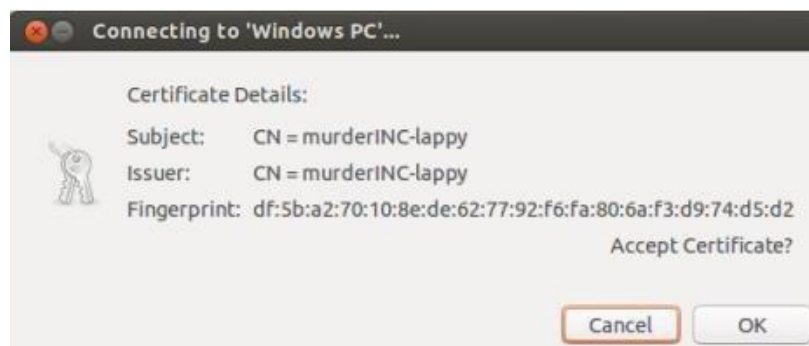 Connecting to 'Windows PC'...
Certificate Details:
Subject: CN = murderINC-lappy
Issuer: CN = murderINC-lappy
Fingerprint: df:5b:a2:70:10:8e:de:62:77:92:f6:fa:80:6a:f3:d9:74:d5:d2
Accept Certificate?
Cancel OK